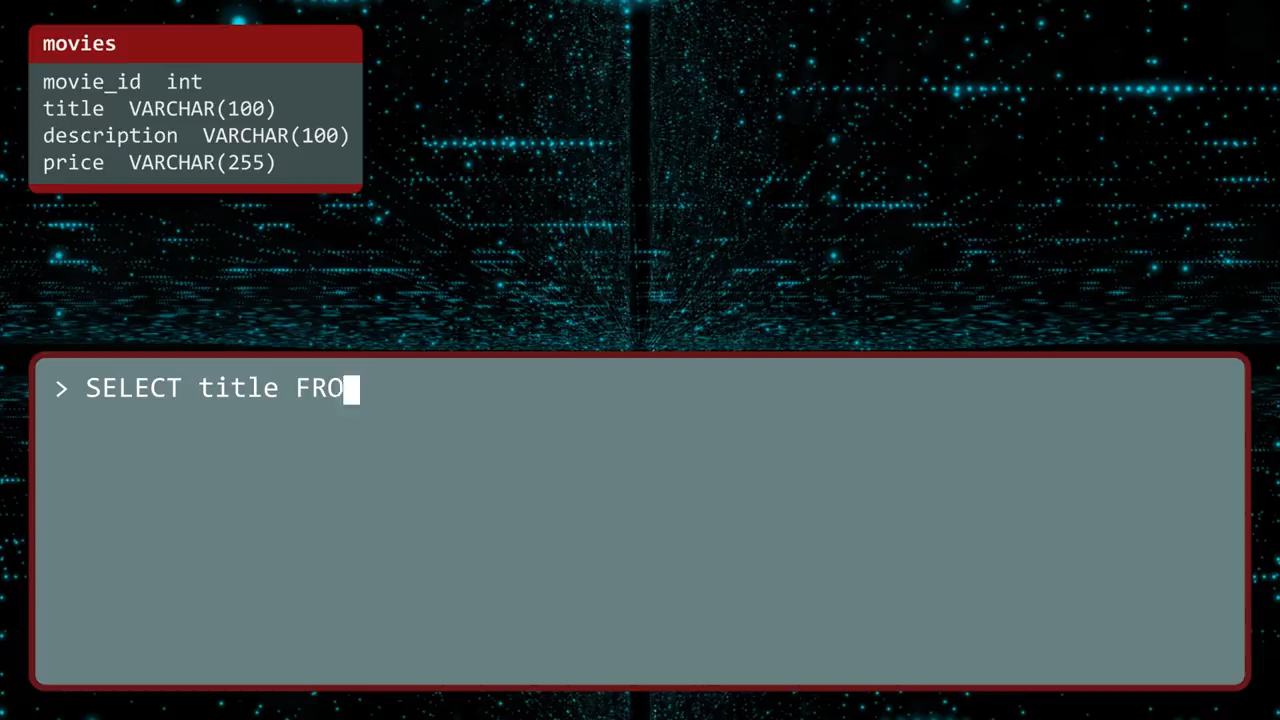 movies
movie_id int
title VARCHAR(100)
description VARCHAR(100)
price VARCHAR(255)
> SELECT title FRO